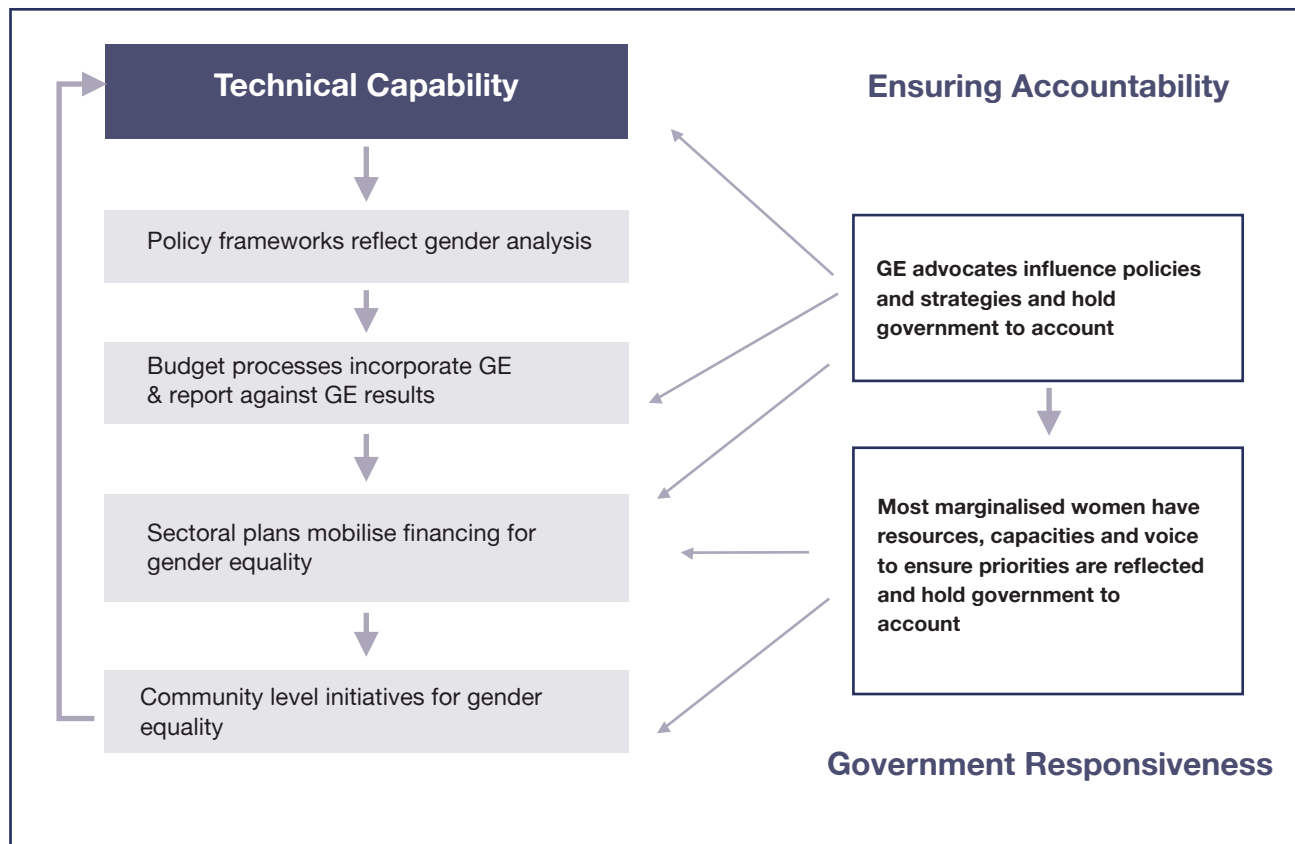 Technical Capability
Policy frameworks reflect gender analysis
Budget processes incorporate GE
& report against GE results
Sectoral plans mobilise financing for
gender equality
Community level initiatives for gender
equality
Ensuring Accountability
GE advocates influence policies
and strategies and hold
government to account
Most marginalised women have
resources, capacities and voice
to ensure priorities are reflected
and hold government to
account
Government Responsiveness